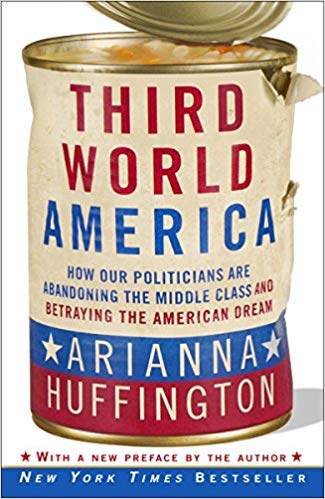 THIRD
WORLD
AMERICA
HOW OUR POLITICIANS ARE
ABANDONING THE MIDDLE CLASS AND
BETRAYING THE AMERICAN DREAM
ARIANNA
HUFFINGTON
WITH A NEW PREFACE BY THE AUTHOR
NEW YORK TIMES BESTSELLER